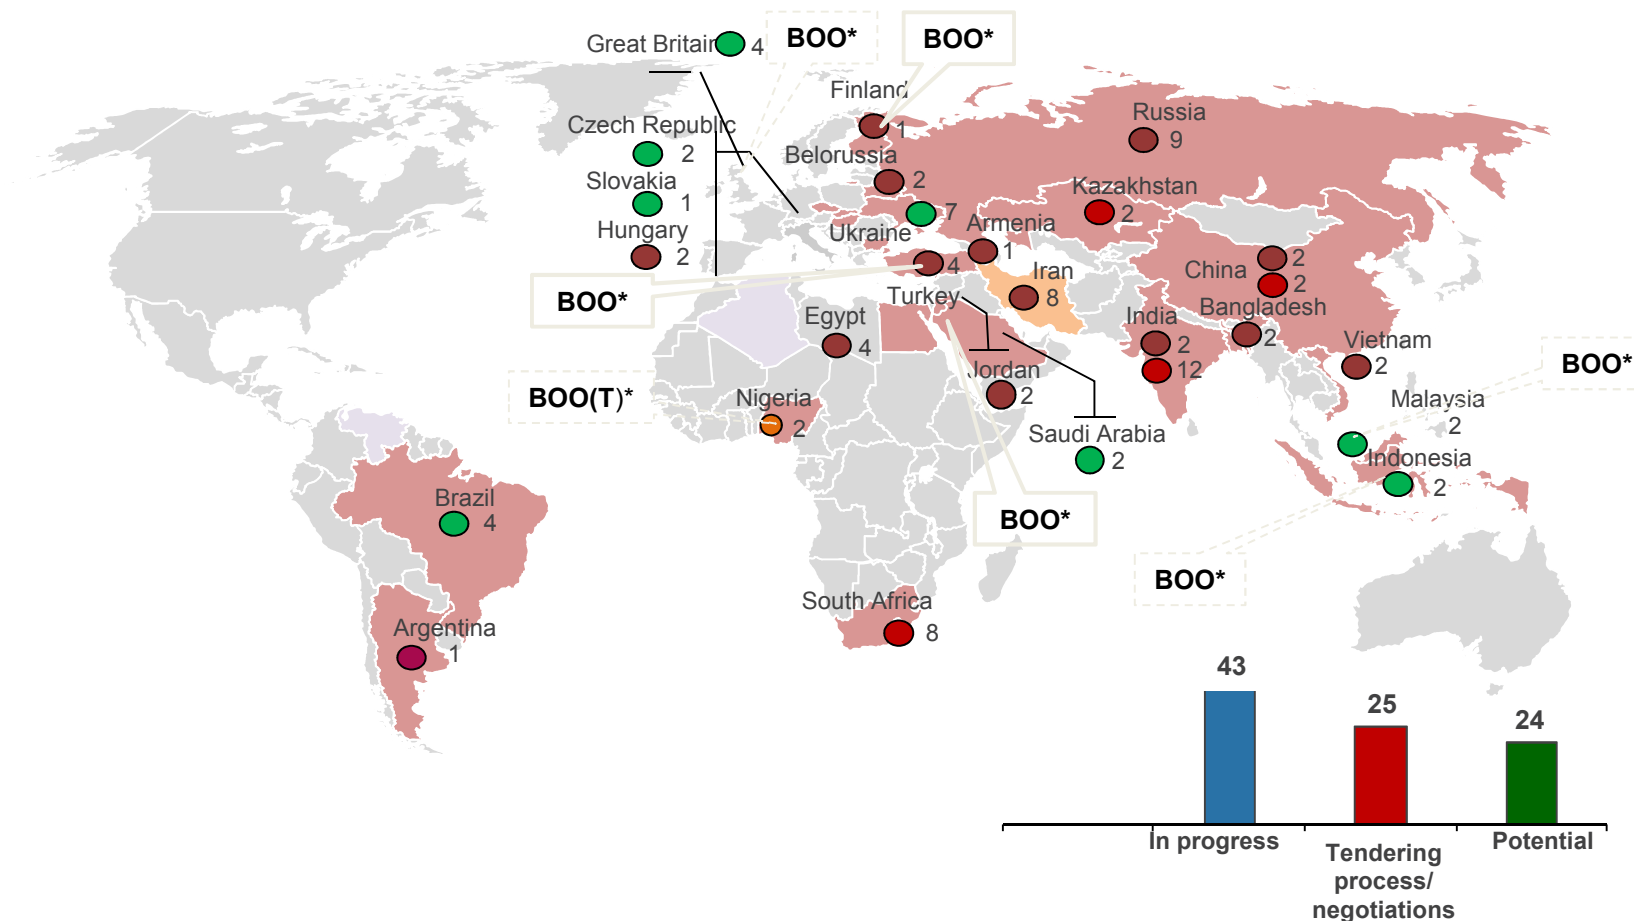 Great Britain 4
BOO*
BOO*
Finland
1
Russia
9
Czech Republic
2
Belorussia
2
Slovakia
1
Kazakhstan
2
Hungary
2
7
Ukraine
Armenia
1
4
Turkey
BOO*
Iran
8
China
2
2
Bangladesh
2
India
2
12
Egypt
4
Vietnam
2
BOO*
Jordan
2
BOO(T)*
Nigeria
2
Malaysia
2
Saudi Arabia
2
Indonesia
2
Brazil
4
BOO*
BOO*
South Africa
8
Argentina
1
43
25
24
In progress
Tendering
process/
negotiations
Potential